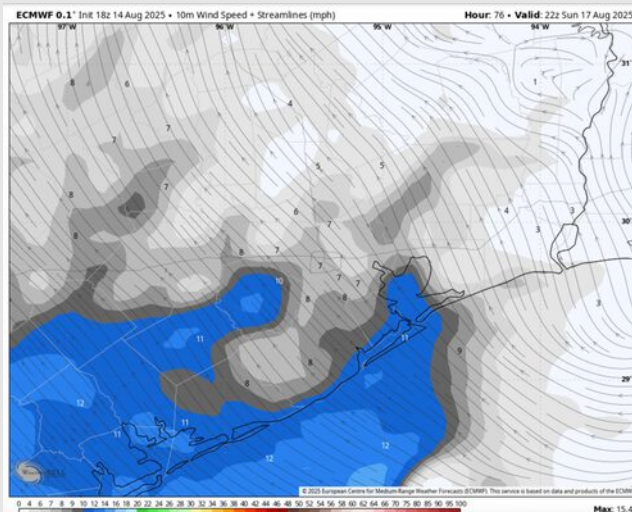 ECMWF 0.1° Init 18z 14 Aug 2025 • 10m Wind Speed + Streamlines (mph)
Hour: 76 • Valid: 22z Sun 17 Aug 2025
97°W 96°W 95°W 94°W
31°
8 6 1
4
7 7
5 5
8 7
6 4 3 30
8 7 3
8 7
7
10 7 7
8 8 3
11 11
9
8
8 29°
12
11 11
12
12
© 2025 European Centre for Medium-Range Weather Forecasts (ECMWF). This service is based on data and products of the ECMW
0 2 4 6 7 8 9 10 12 14 16 18 20 22 24 26 28 30 32 34 36 38 40 42 44 46 48 50 52 54 56 58 60 65 70 75 80 85 90 95 100
Max: 15.4